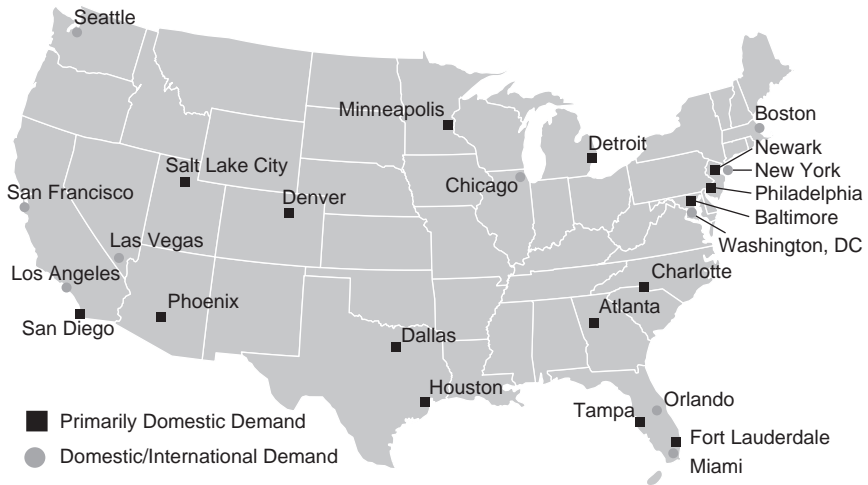 Seattle
Minneapolis
Boston
Detroit
Newark
Salt Lake City
New York
Chicago
San Francisco
Denver
Philadelphia
Baltimore
Las Vegas
Washington, DC
Los Angeles
Charlotte
Phoenix
Atlanta
San Diego
Dallas
Houston
Orlando
Tampa
Primarily Domestic Demand
Fort Lauderdale
Domestic/International Demand
Miami